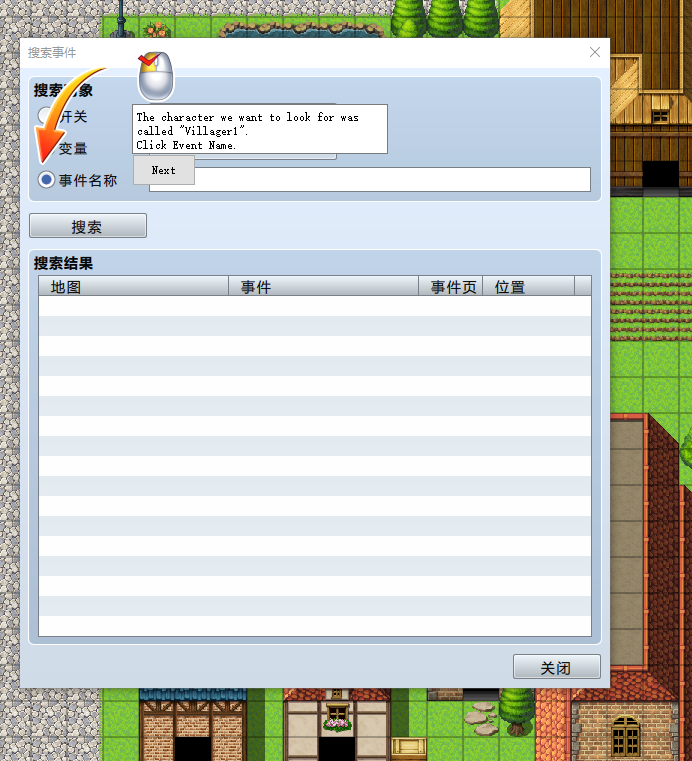 搜索事件
搜索对象
开关
The character we want to look for was
called "Villager1".
Click Event Name.
变量
Next
事件名称
搜索
搜索结果
地图 事件 事件页 位置
关闭